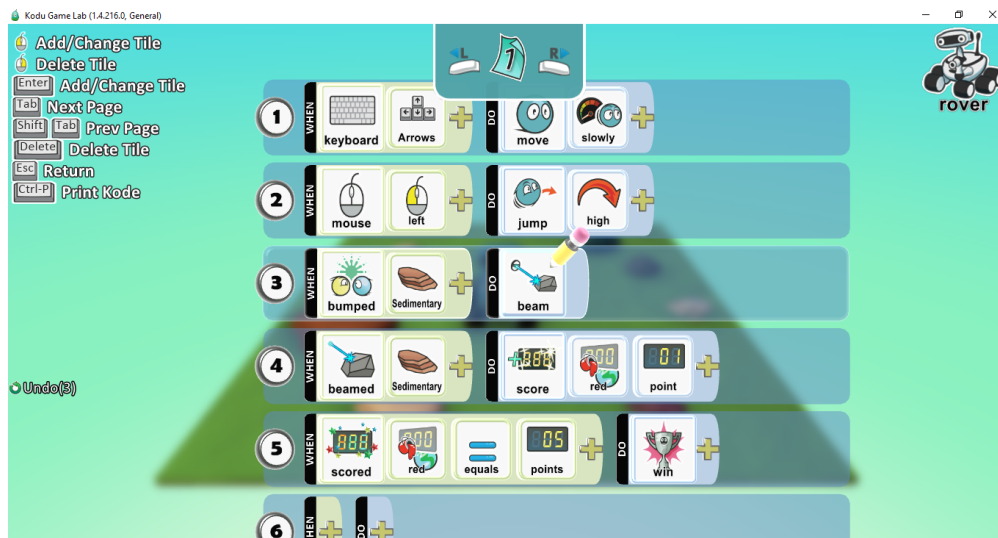 Kodu Game Lab (1.4.216.0, General)
Add/Change Tile
Delete Tile
Enter Add/Change Tile
Tab Next Page
Shift Tab Prev Page
Delete Delete Tile
Esc Return
Ctrl-P Print Kode
Undo(3)
L 1 R
rover
1 WHEN keyboard Arrows DO move slowly
2 WHEN mouse left DO jump high
3 WHEN bumped Sedimentary DO beam
4 WHEN beamed Sedimentary DO score red 01 point
5 WHEN scored red equals 05 points DO win
6 WHEN DO